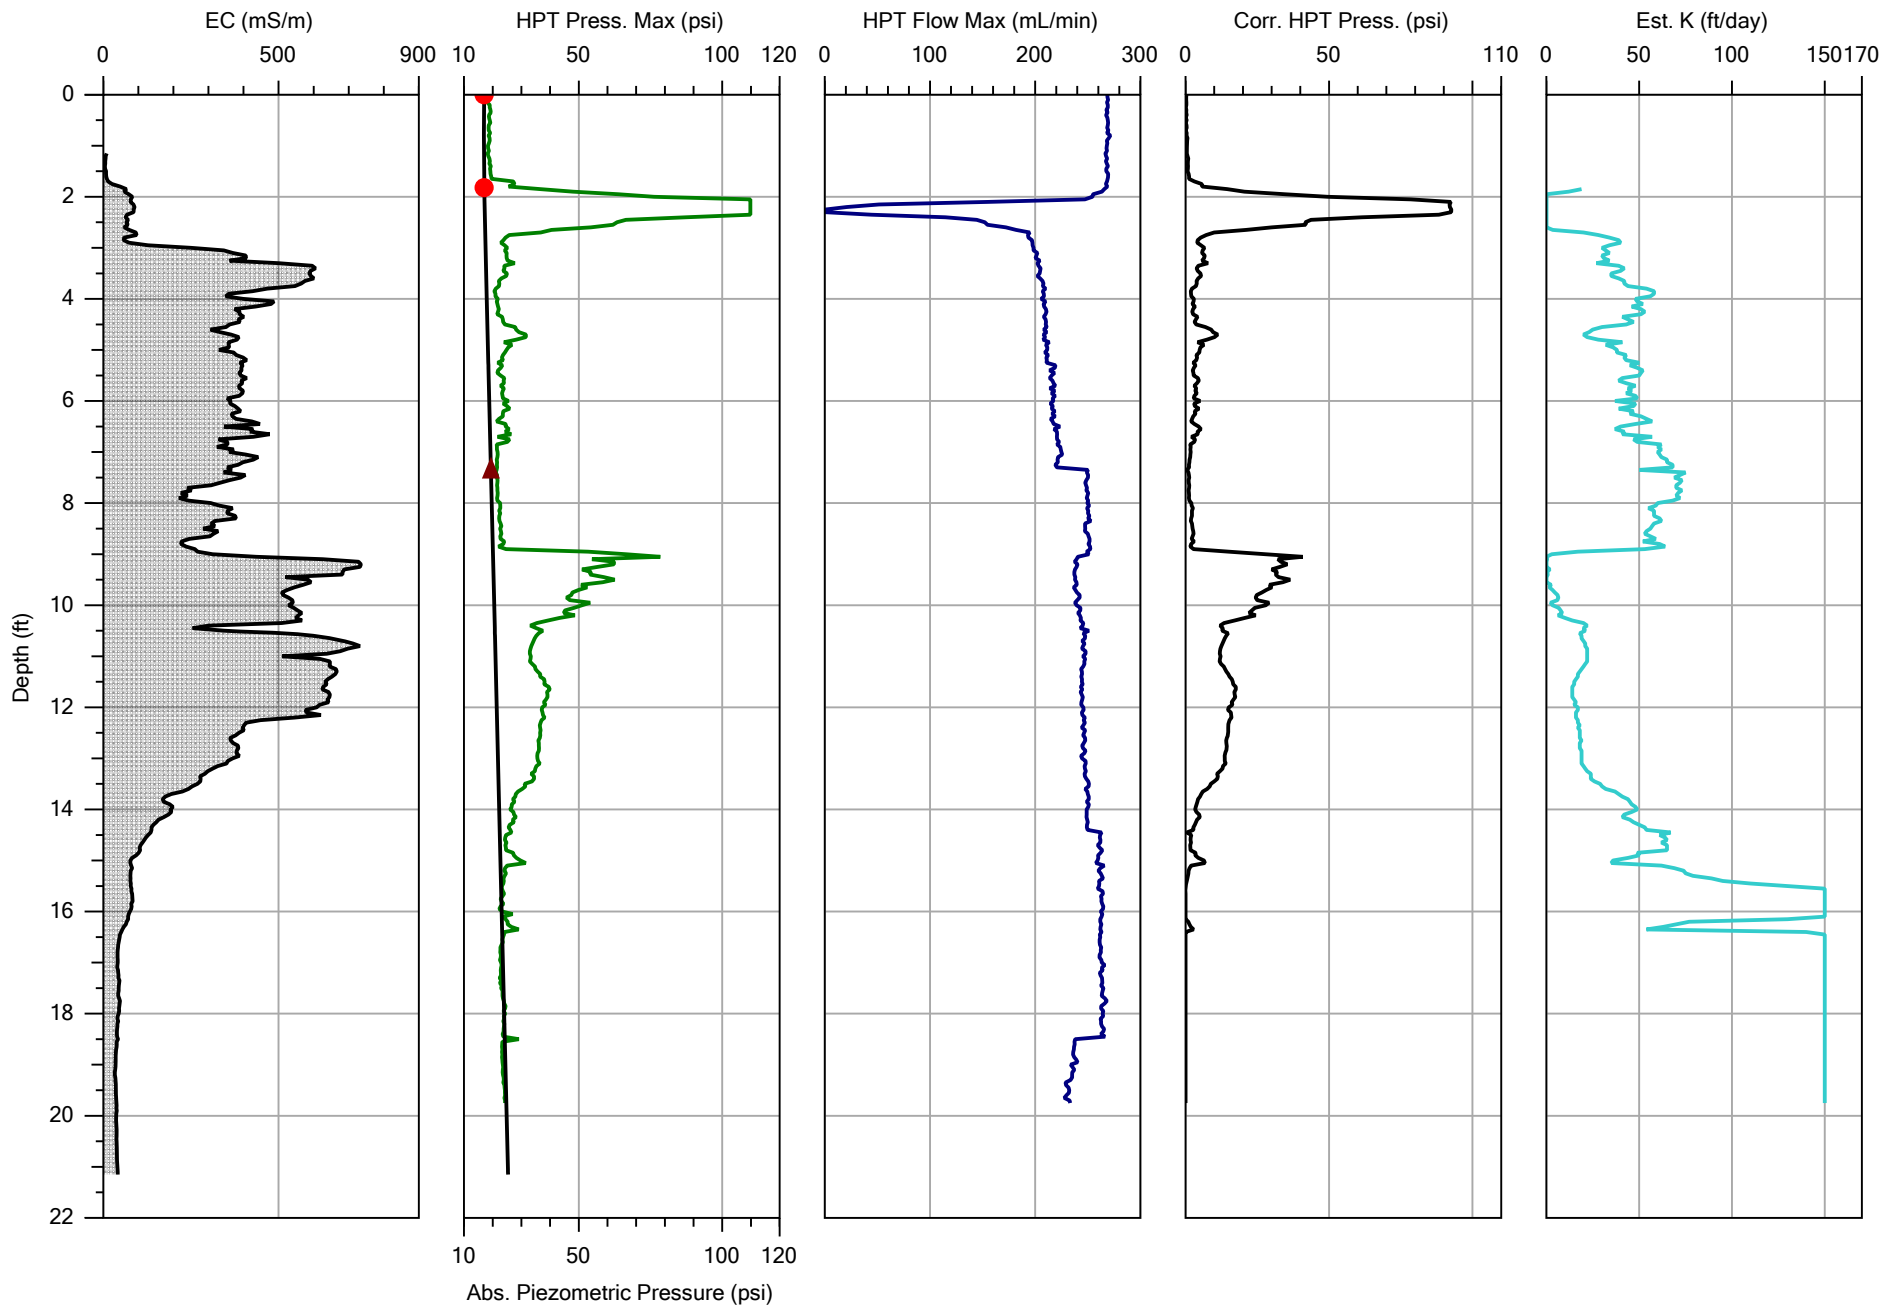 EC (mS/m) HPT Press. Max (psi) HPT Flow Max (mL/min) Corr. HPT Press. (psi) Est. K (ft/day)
0 500 900 10 50 100 120 0 100 200 300 0 50 110 0 50 100 150 170
0
2
4
6
8
10
12
14
16
18
20
22
Depth (ft)
10 50 100 120
Abs. Piezometric Pressure (psi)